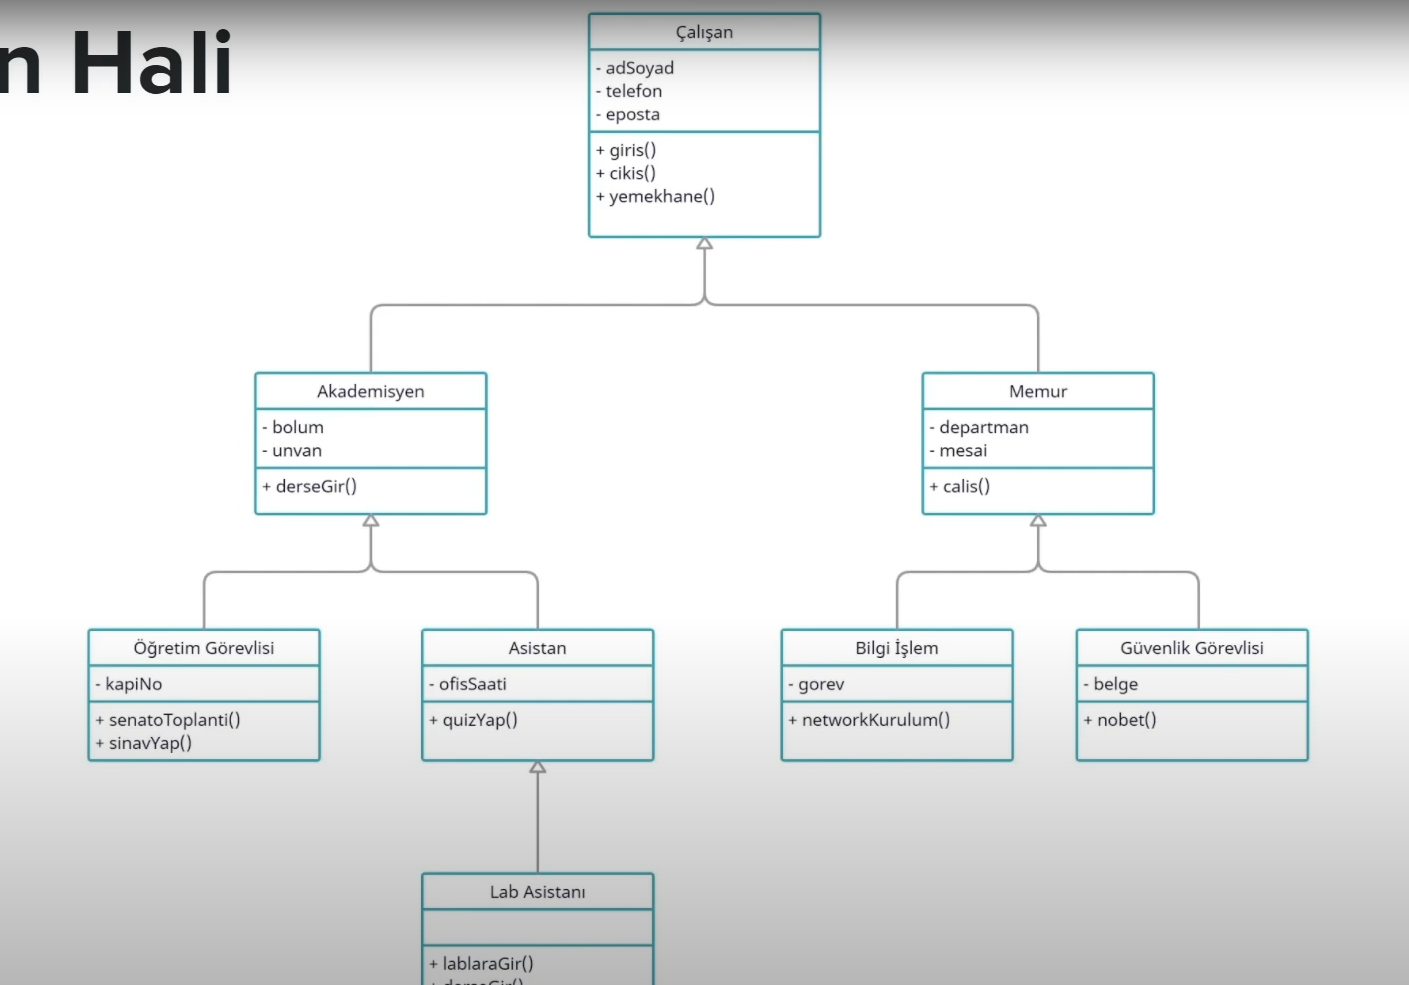 n Hali
Çalışan
- adSoyad
- telefon
- eposta
+ giris()
+ cikis()
+ yemekhane()
Akademisyen
- bolum
- unvan
+ derseGir()
Memur
- departman
- mesai
+ calis()
Öğretim Görevlisi
- kapiNo
+ senatoToplanti()
+ sinavYap()
Asistan
- ofisSaati
+ quizYap()
Bilgi İşlem
- gorev
+ networkKurulum()
Güvenlik Görevlisi
- belge
+ nobet()
Lab Asistanı
+ lablaraGir()
+ derseGir()